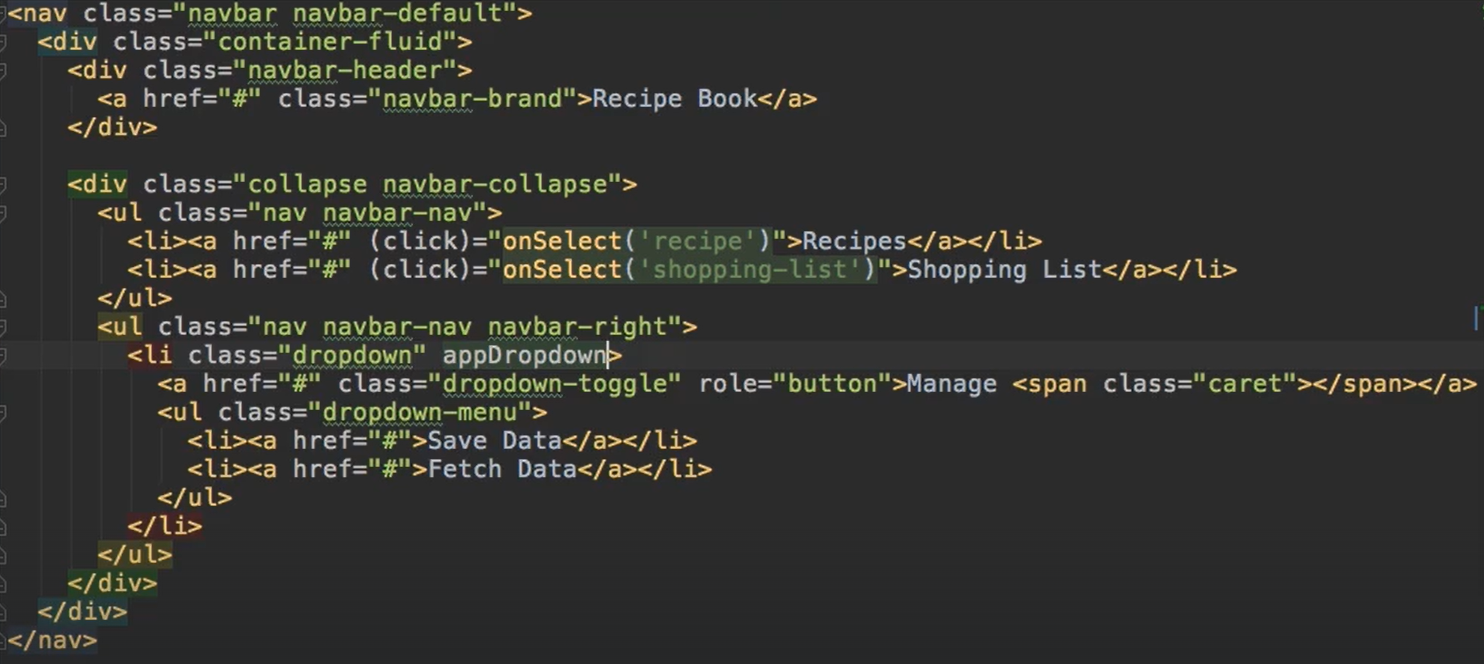 <nav class="navbar navbar-default">
  <div class="container-fluid">
    <div class="navbar-header">
      <a href="#" class="navbar-brand">Recipe Book</a>
    </div>

    <div class="collapse navbar-collapse">
      <ul class="nav navbar-nav">
        <li><a href="#" (click)="onSelect('recipe')">Recipes</a></li>
        <li><a href="#" (click)="onSelect('shopping-list')">Shopping List</a></li>
      </ul>
      <ul class="nav navbar-nav navbar-right">
        <li class="dropdown" appDropdown>
          <a href="#" class="dropdown-toggle" role="button">Manage <span class="caret"></span></a>
          <ul class="dropdown-menu">
            <li><a href="#">Save Data</a></li>
            <li><a href="#">Fetch Data</a></li>
          </ul>
        </li>
      </ul>
    </div>
  </div>
</nav>